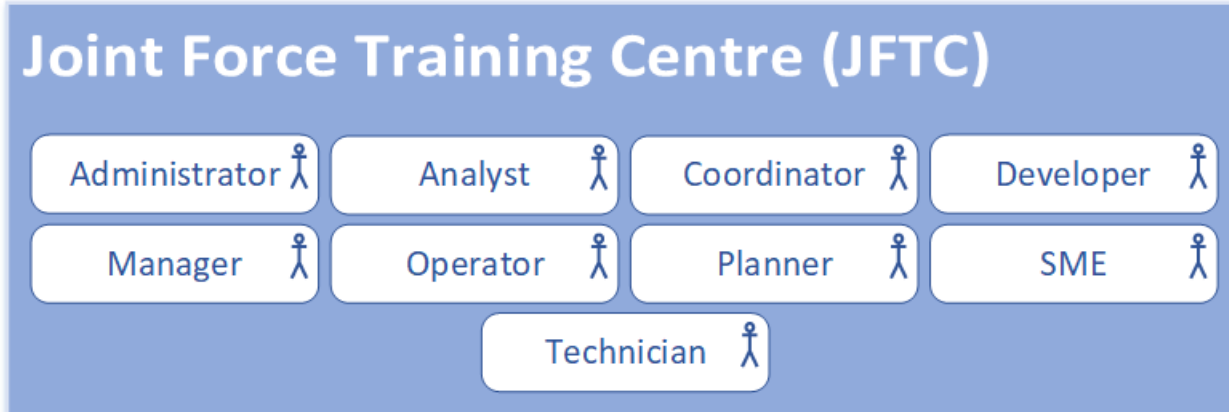 Joint Force Training Centre (JFTC)
Administrator Analyst Coordinator Developer
Manager Operator Planner SME
Technician